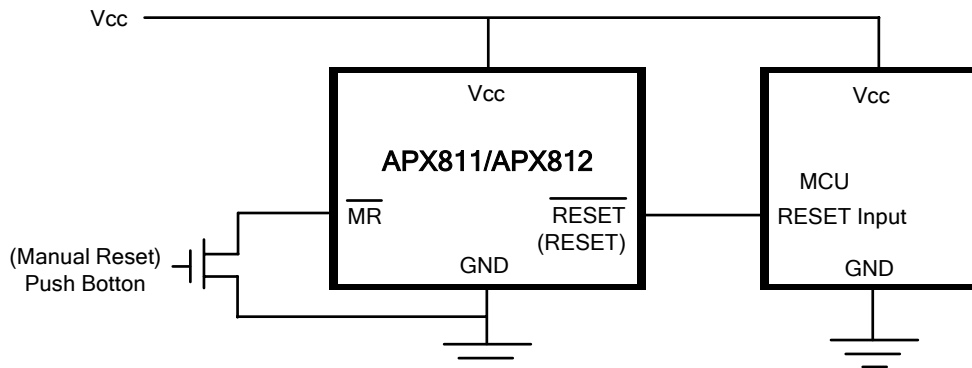 Vcc
Vcc
Vcc
APX811/APX812
MCU
MR
RESET
RESET Input
(RESET)
(Manual Reset)
Push Botton
GND
GND